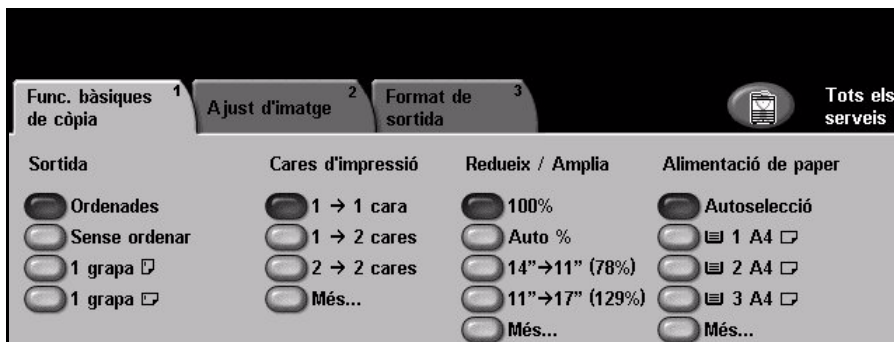 Func. bàsiques
de còpia
1
Ajust d'imatge
2
Format de
sortida
3
Tots els
serveis
Sortida
Ordenades
Sense ordenar
1 grapa
1 grapa
Cares d'impressió
1 → 1 cara
1 → 2 cares
2 → 2 cares
Més...
Redueix / Amplia
100%
Auto %
14”→11” (78%)
11”→17” (129%)
Més...
Alimentació de paper
Autoselecció
1 A4
2 A4
3 A4
Més...